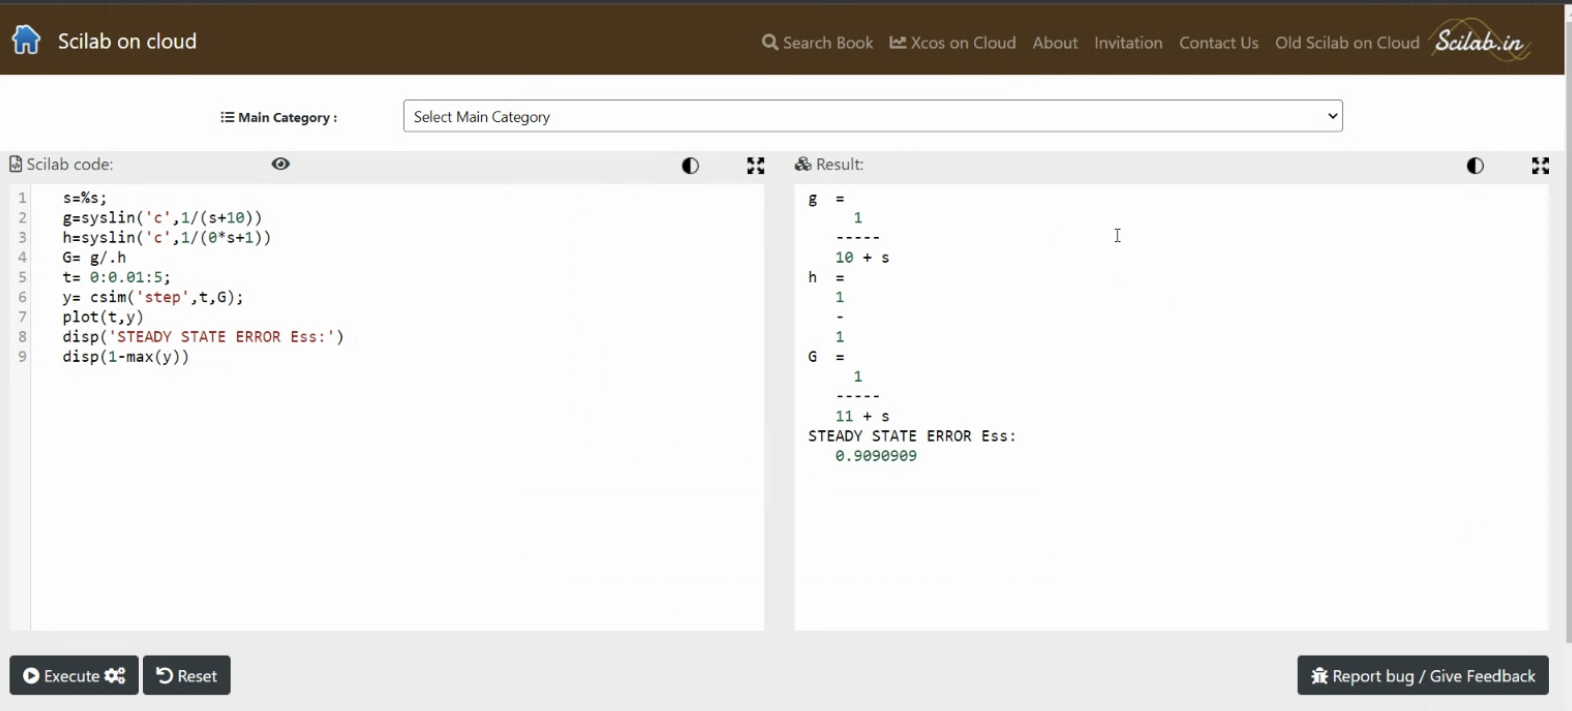 Scilab on cloud
Search Book Xcos on Cloud About Invitation Contact Us Old Scilab on Cloud Scilab.in
Main Category :
Select Main Category
Scilab code:
1 s=%s;
2 g=syslin('c',1/(s+10))
3 h=syslin('c',1/(0*s+1))
4 G= g/.h
5 t= 0:0.01:5;
6 y= csim('step',t,G);
7 plot(t,y)
8 disp('STEADY STATE ERROR Ess:')
9 disp(1-max(y))
Result:
g =
1
-----
10 + s
h =
1
-
1
G =
1
-----
11 + s
STEADY STATE ERROR Ess:
0.9090909
Execute
Reset
Report bug / Give Feedback